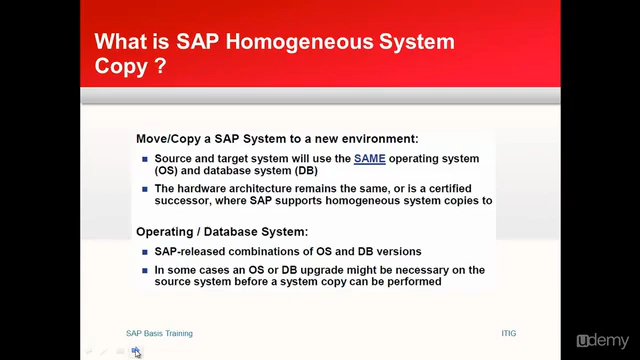 What is SAP Homogeneous System
Copy ?
Move/Copy a SAP System to a new environment:
Source and target system will use the SAME operating system
(OS) and database system (DB)
The hardware architecture remains the same, or is a certified
successor, where SAP supports homogeneous system copies to
Operating / Database System:
SAP-released combinations of OS and DB versions
In some cases an OS or DB upgrade might be necessary on the
source system before a system copy can be performed
SAP Basis Training
ITIG
udemy